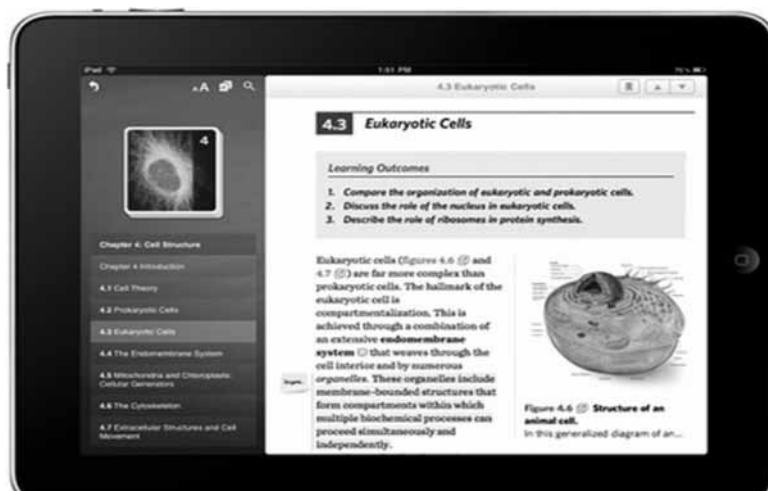 iPad
1:51 PM
AA
4.3 Eukaryotic Cells
4
Chapter 4: Cell Structure
Chapter 4 Introduction
4.1 Cell Theory
4.2 Prokaryotic Cells
4.3 Eukaryotic Cells
4.4 The Endomembrane System
4.5 Mitochondria and Chloroplasts:
Cellular Generators
4.6 The Cytoskeleton
4.7 Extracellular Structures and Cell
Movement
4.3 Eukaryotic Cells
Learning Outcomes
1. Compare the organization of eukaryotic and prokaryotic cells.
2. Discuss the role of the nucleus in eukaryotic cells.
3. Describe the role of ribosomes in protein synthesis.
Eukaryotic cells (figures 4.6 and
4.7) are far more complex than
prokaryotic cells. The hallmark of the
eukaryotic cell is
compartmentalization. This is
achieved through a combination of
an extensive endomembrane
system that weaves through the
cell interior and by numerous
organelles. These organelles include
membrane-bounded structures that
form compartments within which
multiple biochemical processes can
proceed simultaneously and
independently.
Figure 4.6 Structure of an
animal cell.
In this generalized diagram of an...